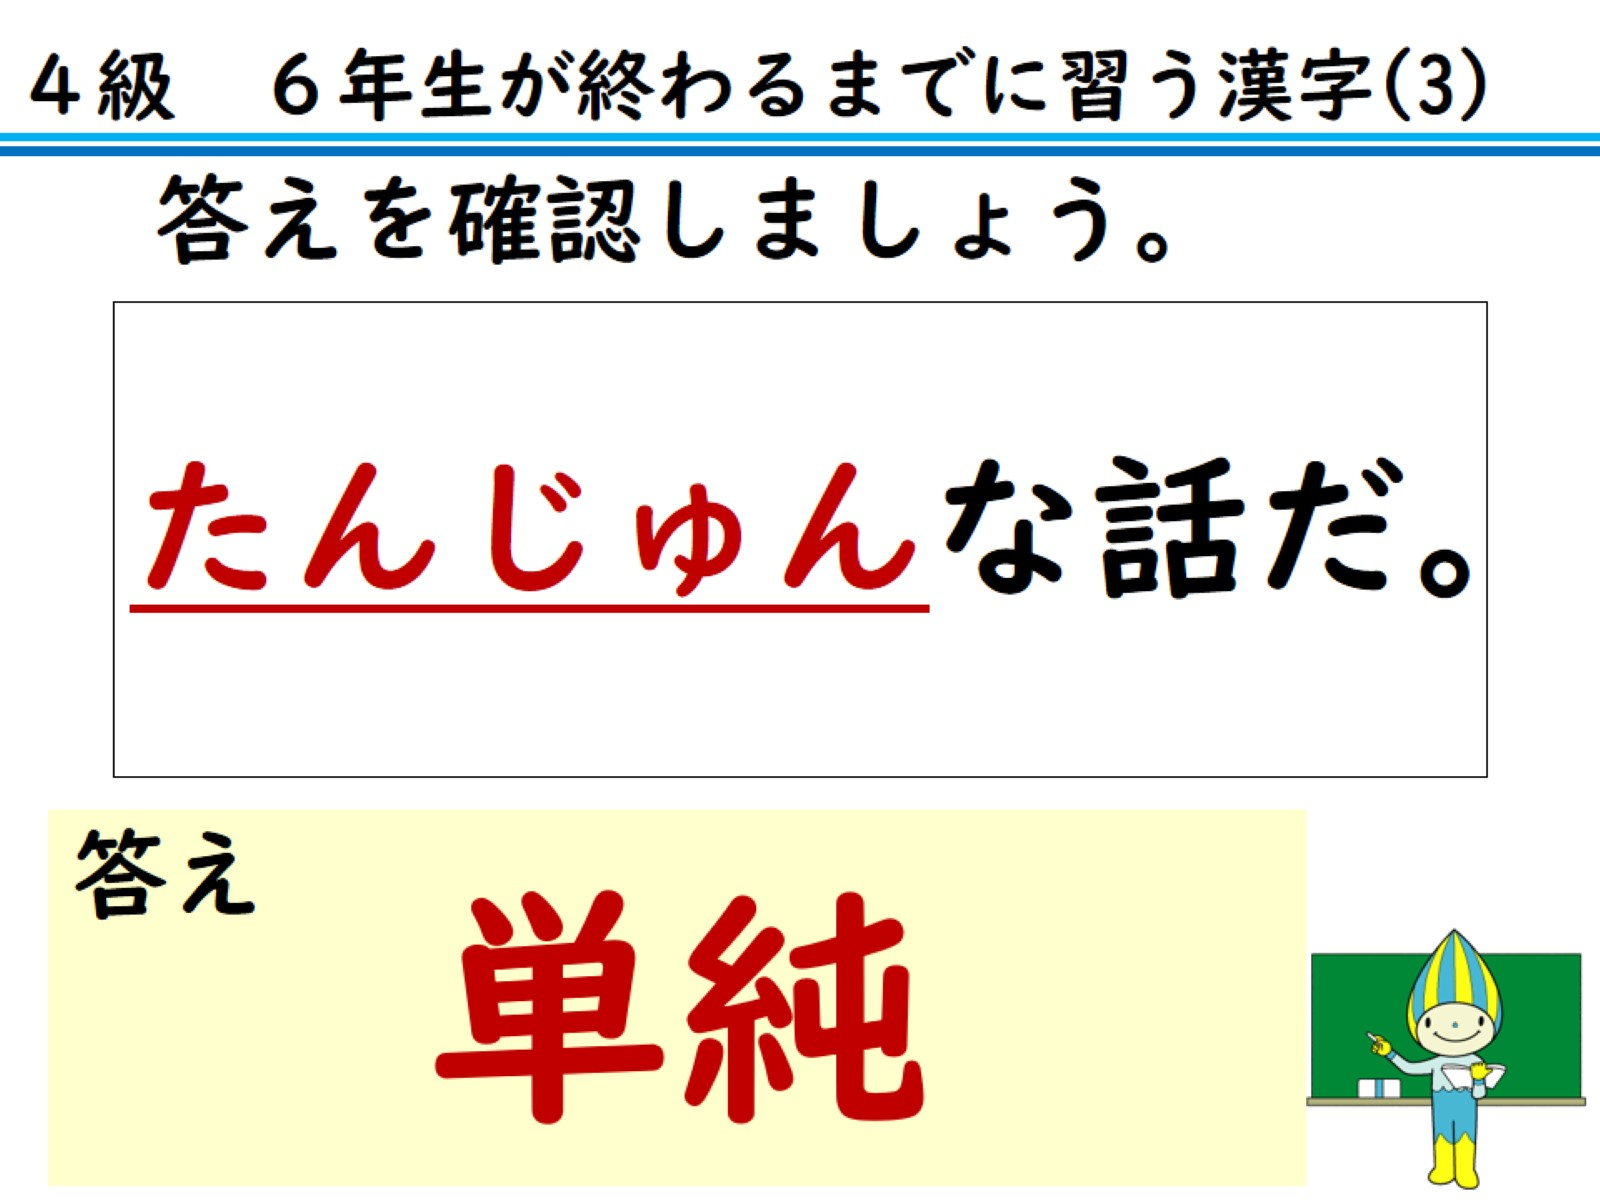 ４級　６年生が終わるまでに習う漢字(3)
答えを確認しましょう。
たんじゅんな話だ。
答え
単純